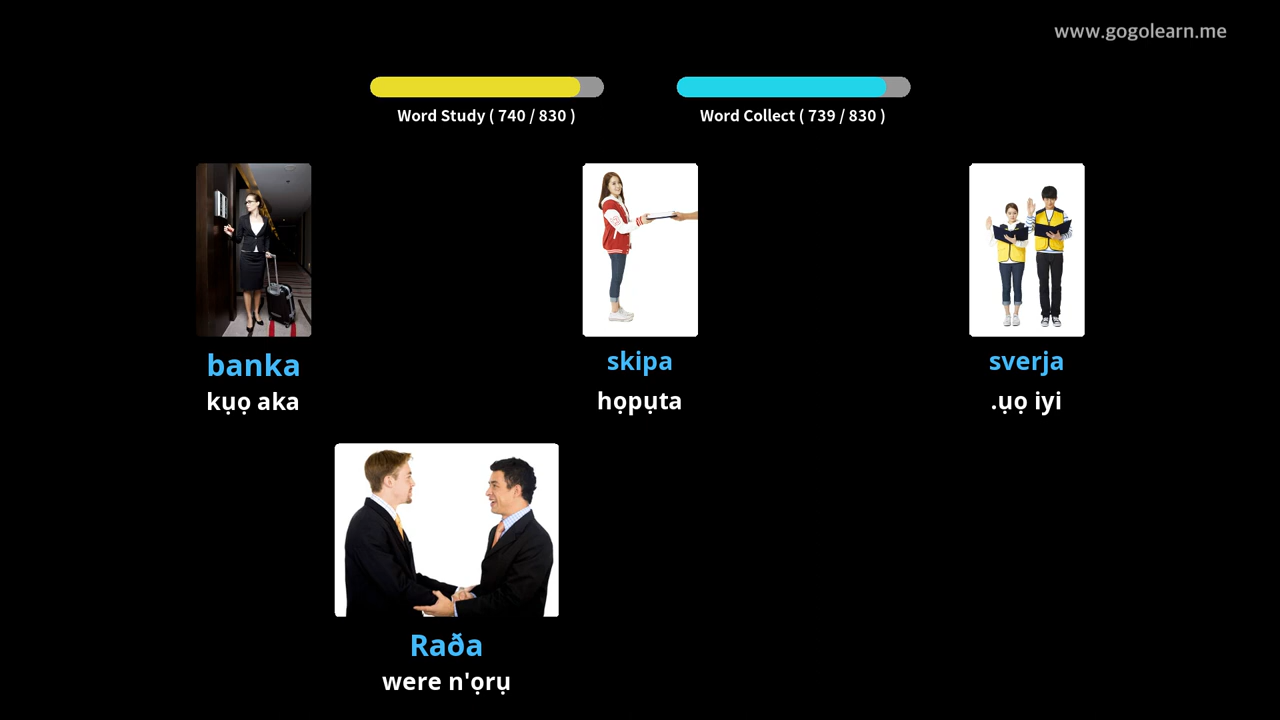 www.gogolearn.me
Word Study ( 740 / 830 )
Word Collect ( 739 / 830 )
banka
kụọ aka
skipa
họpụta
sverja
.ụọ iyi
Raða
were n'ọrụ